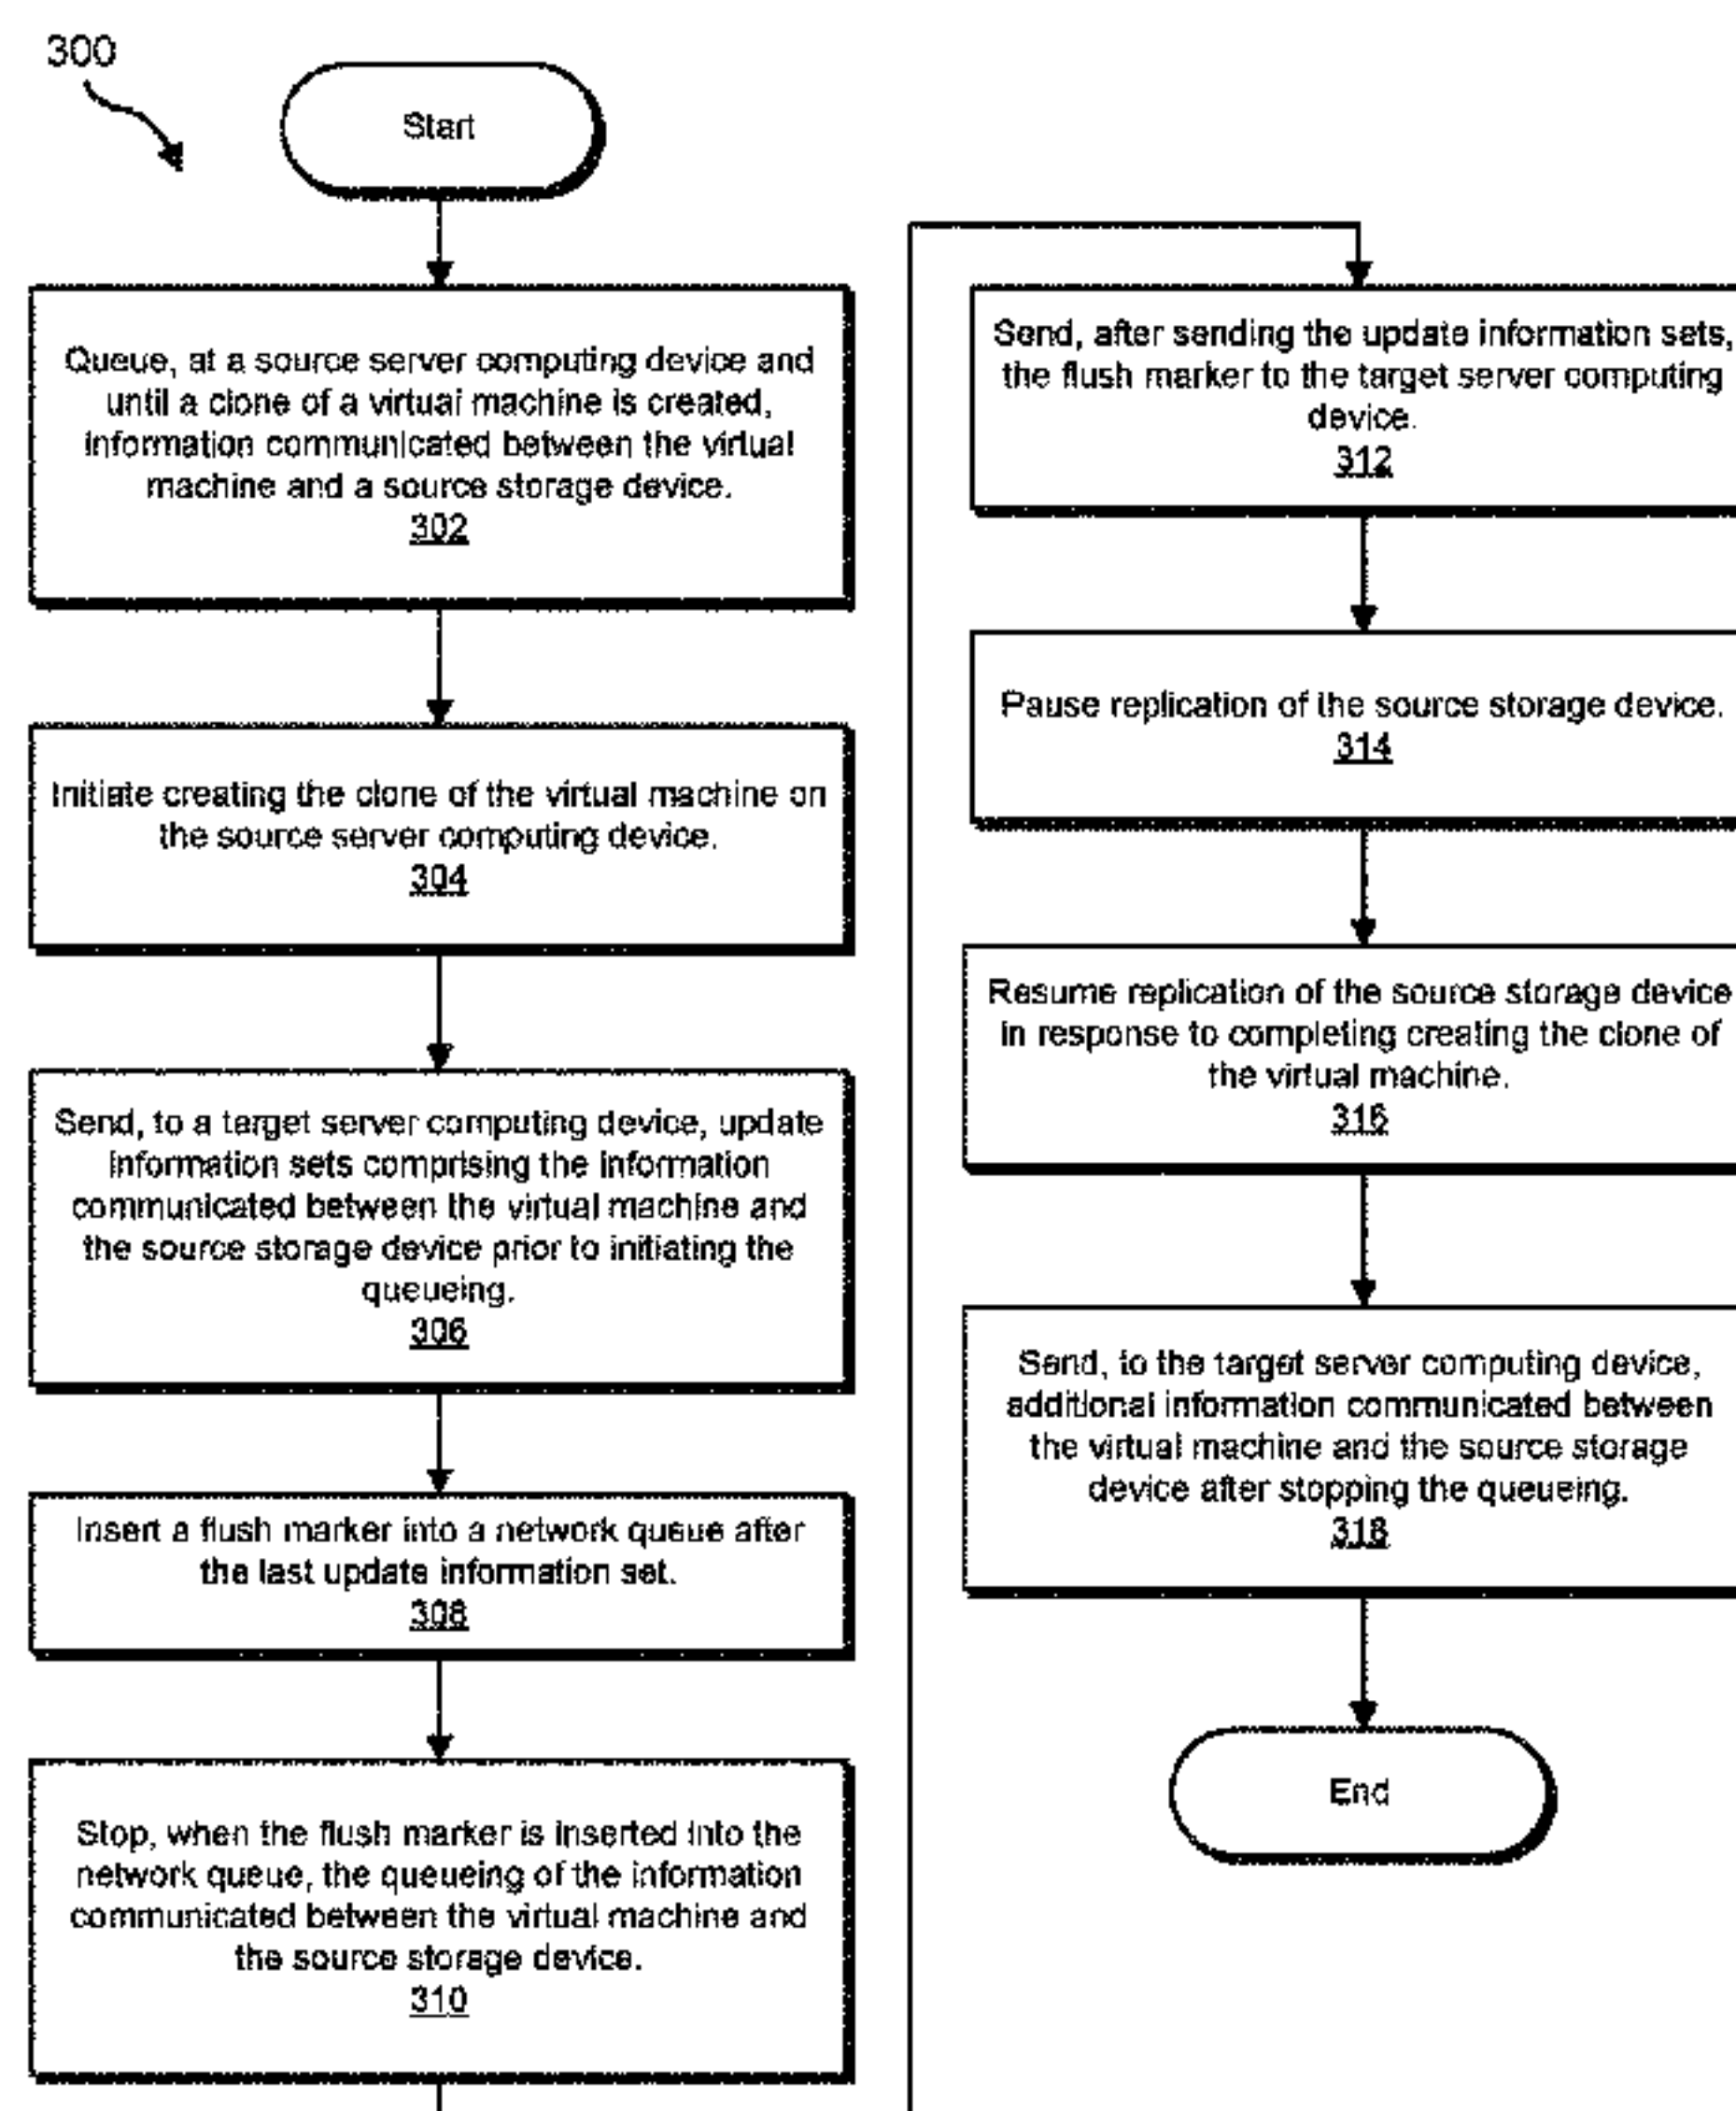 300
Start
Queue, at a source server computing device and
until a clone of a virtual machine is created,
information communicated between the virtual
machine and a source storage device.
302
Initiate creating the clone of the virtual machine on
the source server computing device.
304
Send, to a target server computing device, update
information sets comprising the information
communicated between the virtual machine and
the source storage device prior to initiating the
queueing.
306
Insert a flush marker into a network queue after
the last update information set.
308
Stop, when the flush marker is inserted into the
network queue, the queueing of the information
communicated between the virtual machine and
the source storage device.
310
Send, after sending the update information sets,
the flush marker to the target server computing
device.
312
Pause replication of the source storage device.
314
Resume replication of the source storage device
in response to completing creating the clone of
the virtual machine.
316
Send, to the target server computing device,
additional information communicated between
the virtual machine and the source storage
device after stopping the queueing.
318
End